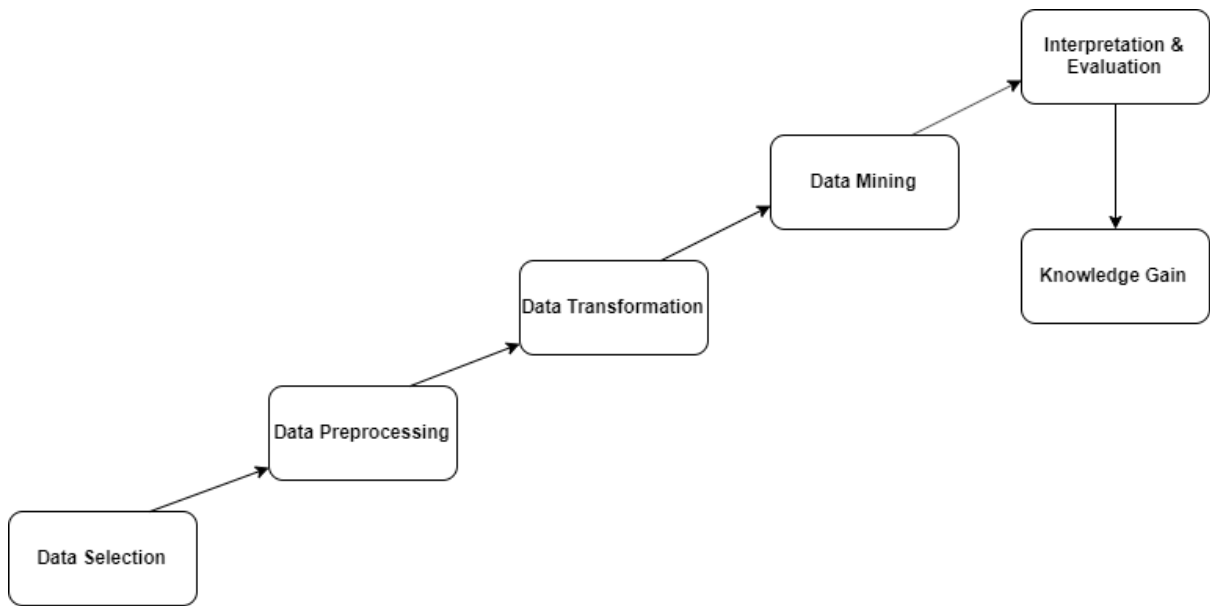 Interpretation &
Evaluation
Data Mining
Knowledge Gain
Data Transformation
Data Preprocessing
Data Selection